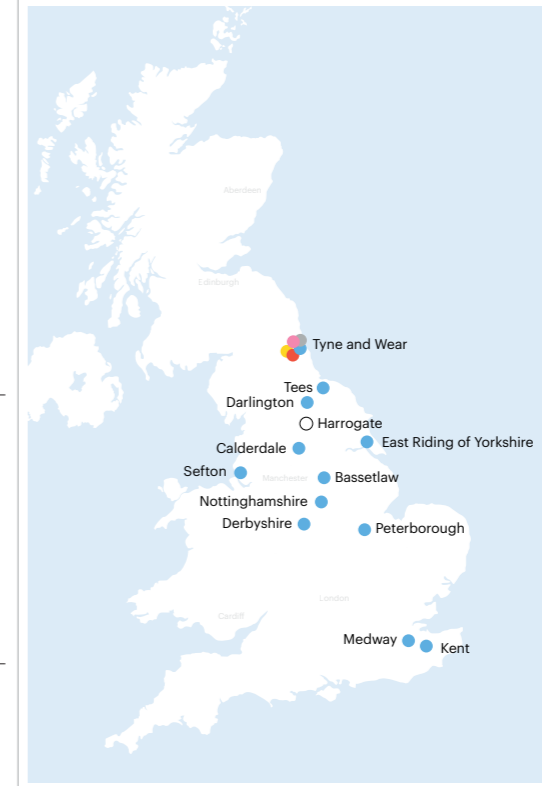 Aberdeen
Edinburgh
Tyne and Wear
Tees
Darlington
Harrogate
East Riding of Yorkshire
Calderdale
Sefton
Manchester
Bassetlaw
Nottinghamshire
Derbyshire
Peterborough
London
Cardiff
Medway
Kent